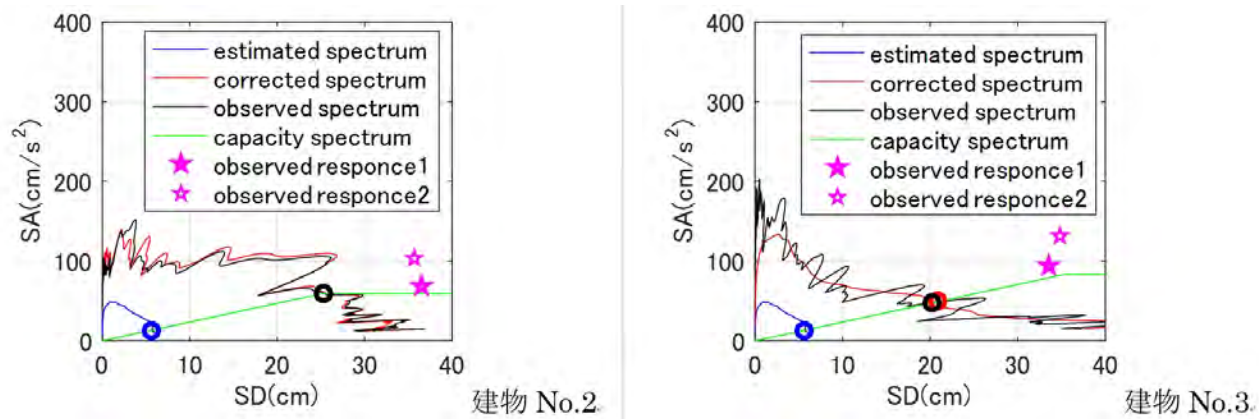 400
300
200
100
0
SA(cm/s²)
estimated spectrum
corrected spectrum
observed spectrum
capacity spectrum
observed responce1
observed responce2
0 10 20 30 40
SD(cm)
建物 No.2.
400
300
200
100
0
SA(cm/s²)
estimated spectrum
corrected spectrum
observed spectrum
capacity spectrum
observed responce1
observed responce2
0 10 20 30 40
SD(cm)
建物 No.3